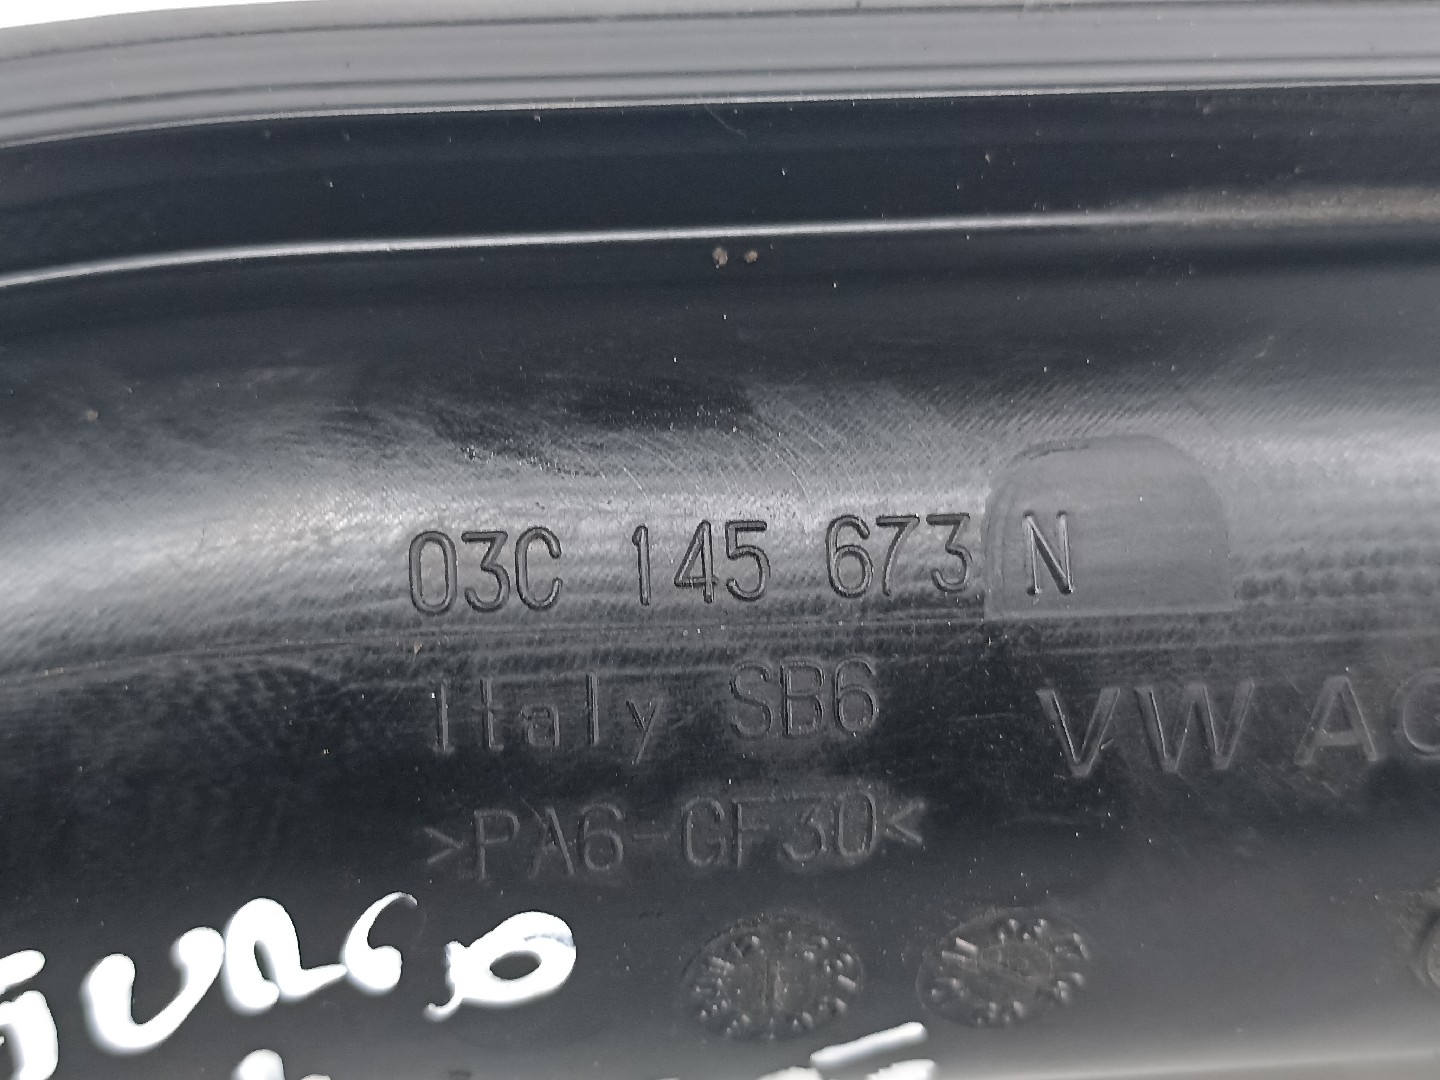 03C 145 673 N
Italy SB6
VW AG
>PA6-GF30<